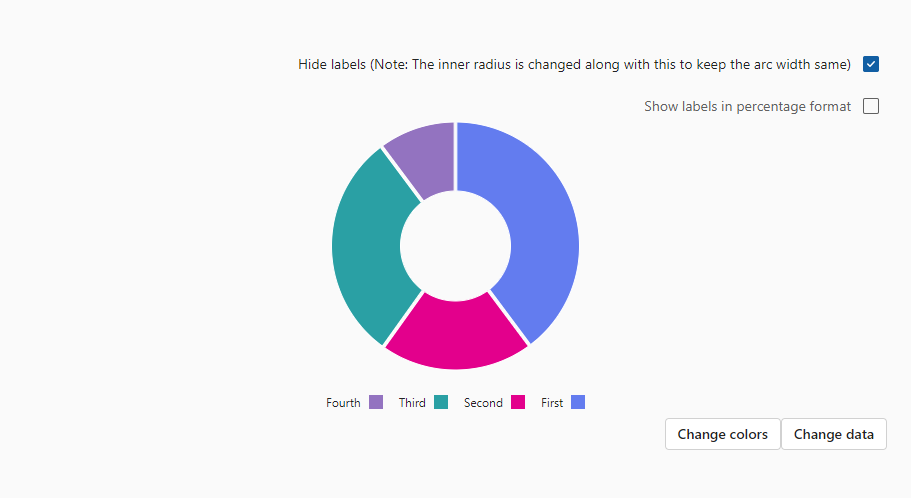 Hide labels (Note: The inner radius is changed along with this to keep the arc width same)
Show labels in percentage format
Fourth Third Second First
Change colors Change data